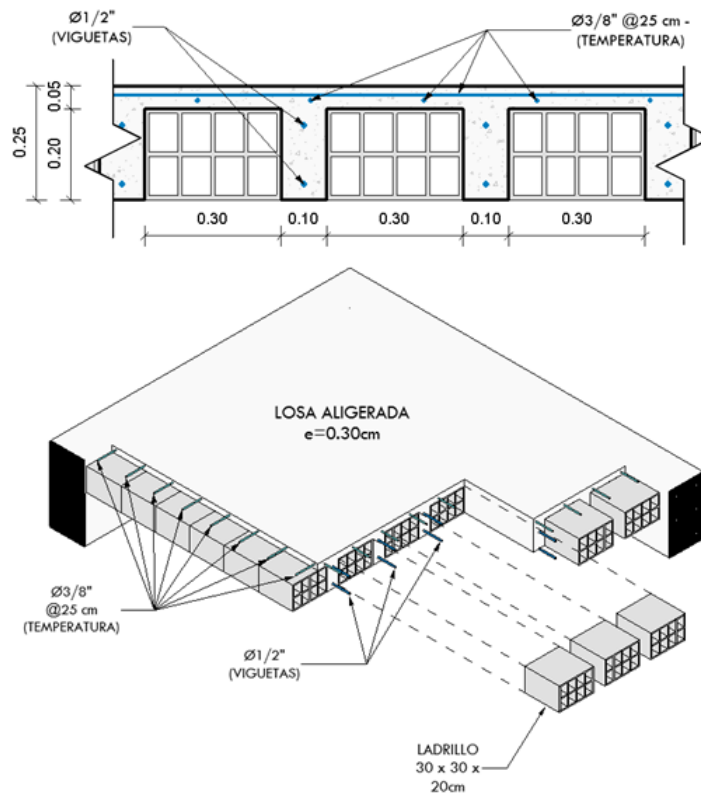 Ø1/2"
(VIGUETAS)
Ø3/8" @25 cm -
(TEMPERATURA)
0.25
0.05
0.20
0.30
0.10
0.30
0.10
0.30
LOSA ALIGERADA
e=0.30cm
Ø3/8"
@25 cm
(TEMPERATURA)
Ø1/2"
(VIGUETAS)
LADRILLO
30 x 30 x
20cm